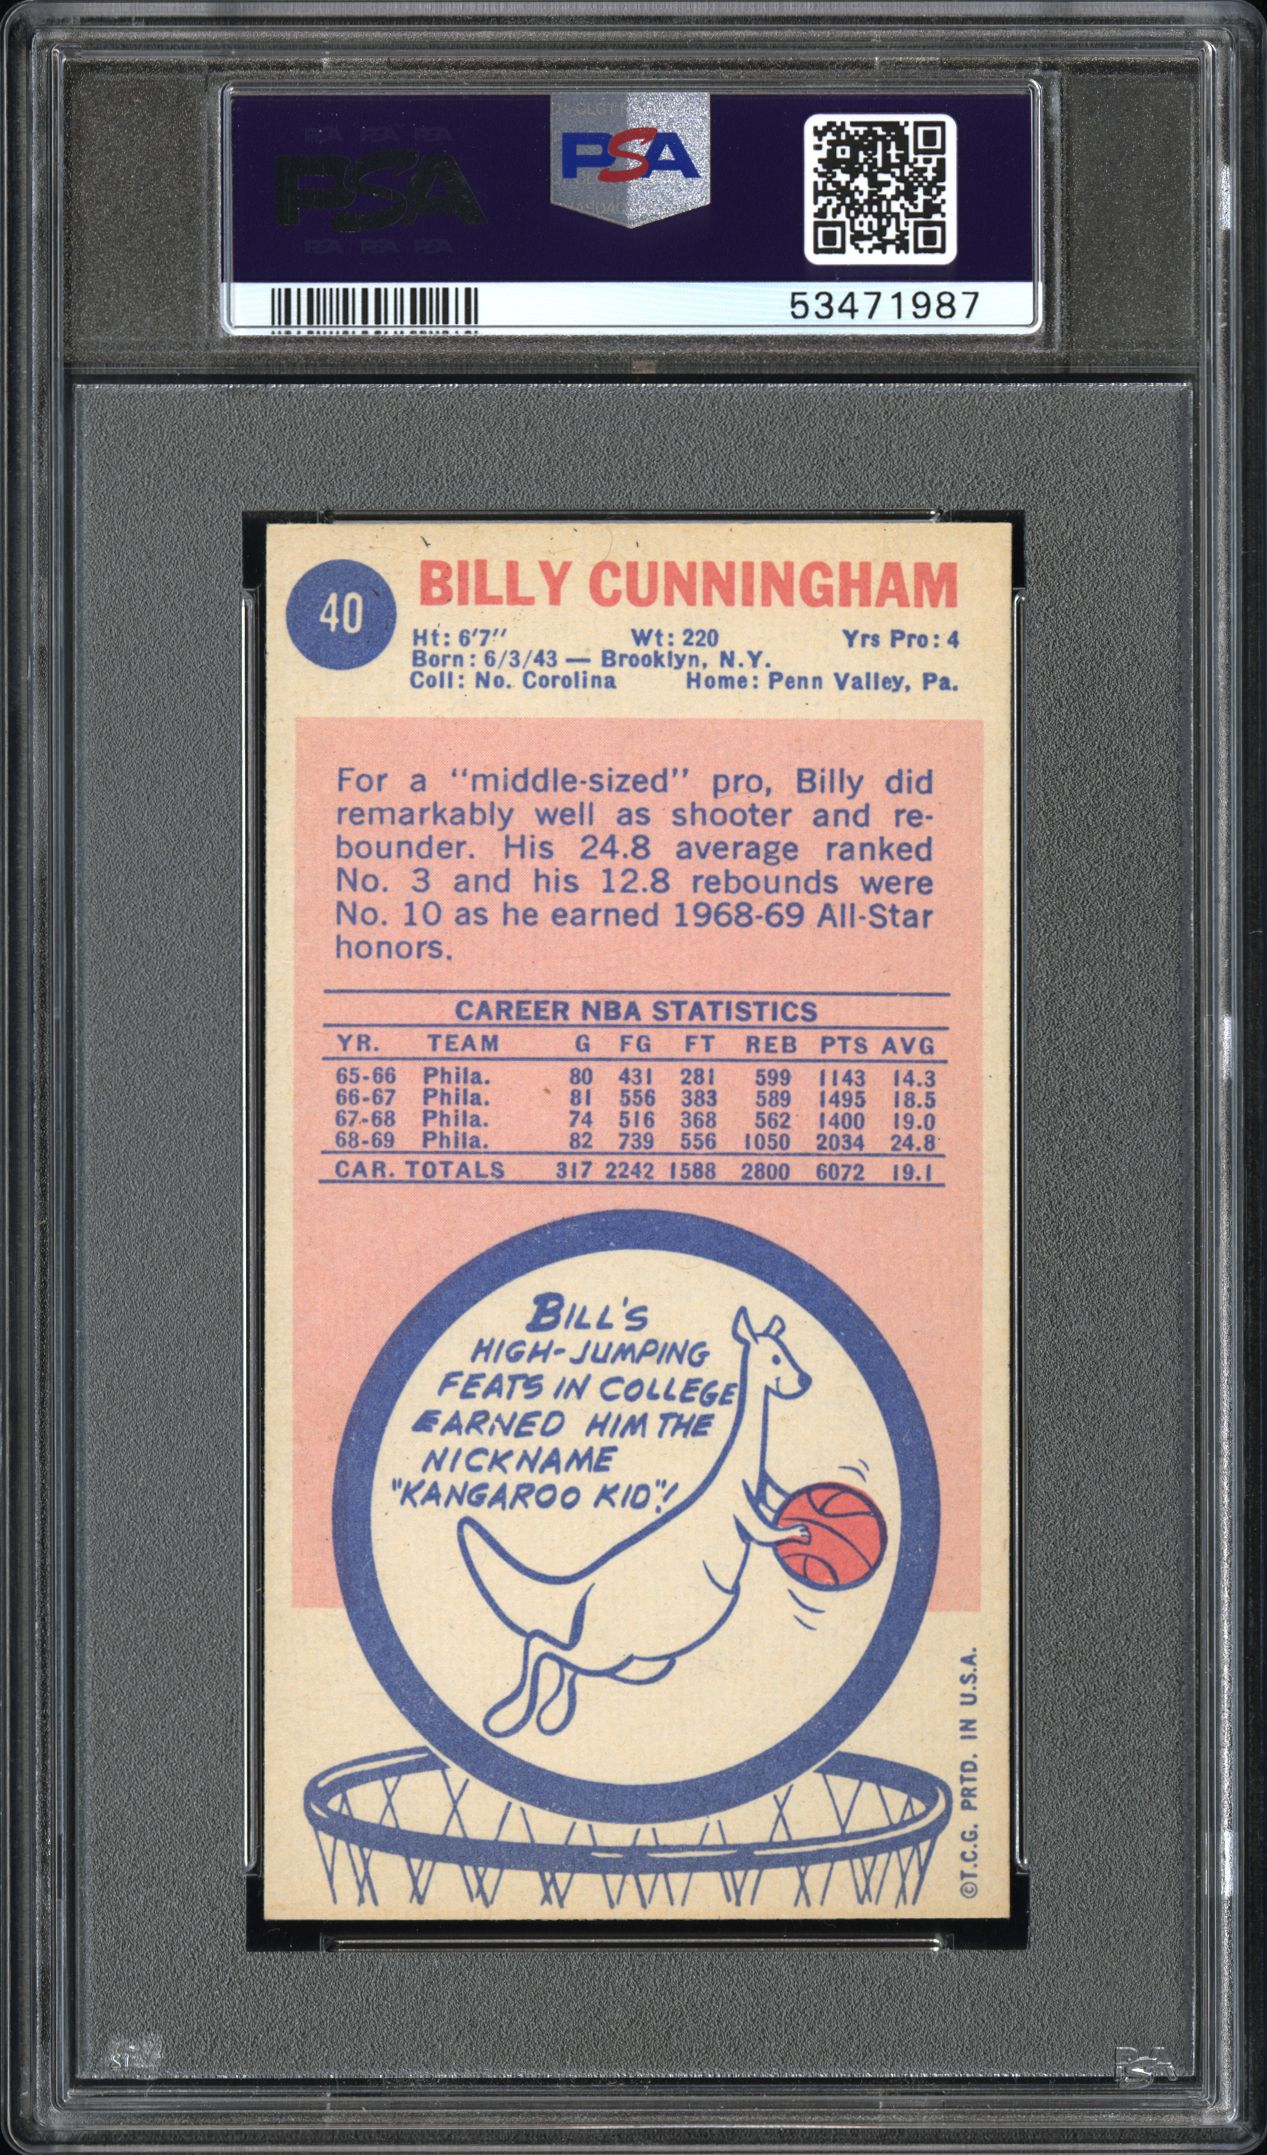 PSA
PSA
53471987
40
BILLY CUNNINGHAM
Ht: 6'7'' Wt: 220 Yrs Pro: 4
Born: 6/3/43 — Brooklyn, N.Y.
Coll: No. Corolina Home: Penn Valley, Pa.
For a "middle-sized" pro, Billy did
remarkably well as shooter and re-
bounder. His 24.8 average ranked
No. 3 and his 12.8 rebounds were
No. 10 as he earned 1968-69 All-Star
honors.
CAREER NBA STATISTICS
YR. TEAM G FG FT REB PTS AVG
65-66 Phila. 80 431 281 599 1143 14.3
66-67 Phila. 81 556 383 589 1495 18.5
67-68 Phila. 74 516 368 562 1400 19.0
68-69 Phila. 82 739 556 1050 2034 24.8
CAR. TOTALS 317 2242 1588 2800 6072 19.1
BILL'S
HIGH-JUMPING
FEATS IN COLLEGE
EARNED HIM THE
NICKNAME
"KANGAROO KID"!
©T.C.G. PRTD. IN U.S.A.
PSA